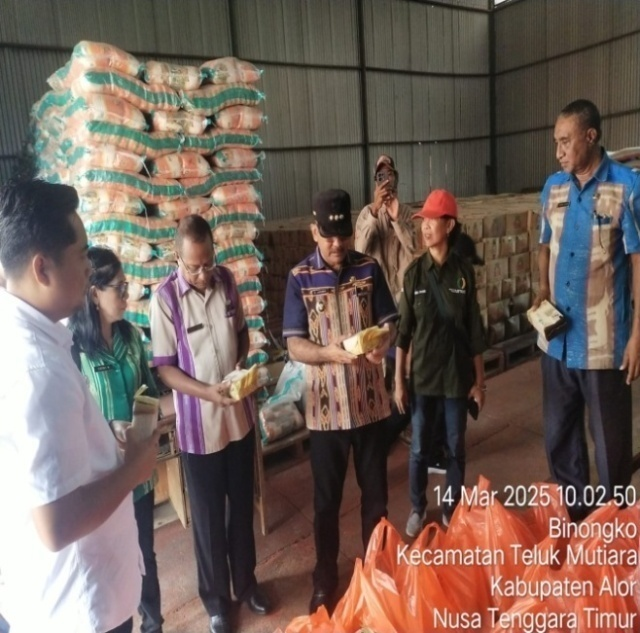 14 Mar 2025 10.02.50
Binongko
Kecamatan Teluk Mutiara
Kabupaten Alor
Nusa Tenggara Timur